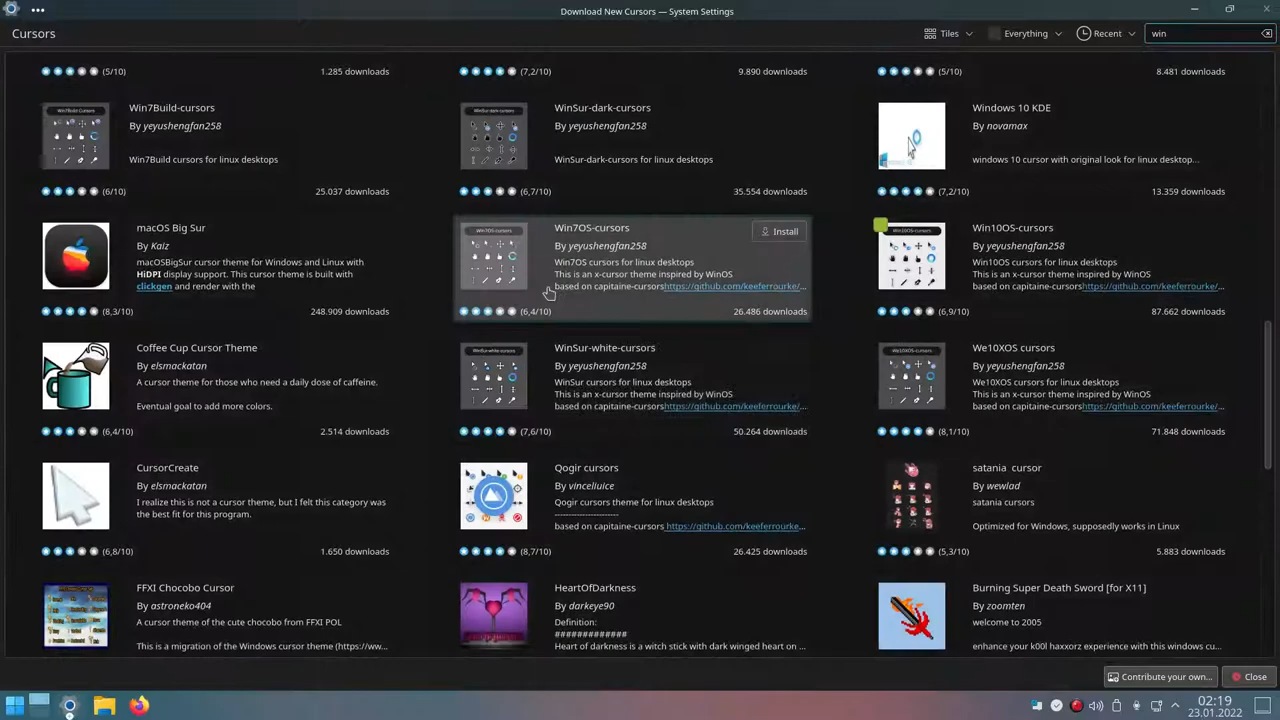 Download New Cursors — System Settings
Cursors
Tiles
Everything
Recent
win
(5/10)
1.285 downloads
(7,2/10)
9.890 downloads
(5/10)
8.481 downloads
Win7Build-cursors
Win7Build-cursors
By yeyushengfan258
Win7Build cursors for linux desktops
(6/10)
25.037 downloads
WinSur-dark-cursors
WinSur-dark-cursors
By yeyushengfan258
WinSur-dark-cursors for linux desktops
(6,7/10)
35.554 downloads
Windows 10 KDE
By novamax
windows 10 cursor with original look for linux desktop...
(7,2/10)
13.359 downloads
macOS Big Sur
By Kaiz
macOSBigSur cursor theme for Windows and Linux with
HiDPI display support. This cursor theme is built with
clickgen and render with the
(8,3/10)
248.909 downloads
Win7OS-cursors
Win7OS-cursors
Install
By yeyushengfan258
Win7OS cursors for linux desktops
This is an x-cursor theme inspired by WinOS
based on capitaine-cursorshttps://github.com/keeferrourke/...
(6,4/10)
26.486 downloads
Win10OS-cursors
Win10OS-cursors
By yeyushengfan258
Win10OS cursors for linux desktops
This is an x-cursor theme inspired by WinOS
based on capitaine-cursorshttps://github.com/keeferrourke/...
(6,9/10)
87.662 downloads
Coffee Cup Cursor Theme
By elsmackatan
A cursor theme for those who need a daily dose of caffeine.
Eventual goal to add more colors.
(6,4/10)
2.514 downloads
WinSur-white-cursors
WinSur-white-cursors
By yeyushengfan258
WinSur cursors for linux desktops
This is an x-cursor theme inspired by WinOS
based on capitaine-cursorshttps://github.com/keeferrourke/...
(7,6/10)
50.264 downloads
We10XOS-cursors
We10XOS cursors
By yeyushengfan258
We10XOS cursors for linux desktops
This is an x-cursor theme inspired by WinOS
based on capitaine-cursorshttps://github.com/keeferrourke/...
(8,1/10)
71.848 downloads
CursorCreate
By elsmackatan
I realize this is not a cursor theme, but I felt this category was
the best fit for this program.
(6,8/10)
1.650 downloads
Qogir cursors
By vinceliuice
Qogir cursors theme for linux desktops
----------------------
based on capitaine-cursors https://github.com/keeferrourke...
(8,7/10)
26.425 downloads
satania cursor
By wewlad
satania cursors
Optimized for Windows, supposedly works in Linux
(5,3/10)
5.883 downloads
FFXI Chocobo Cursor
By astroneko404
A cursor theme of the cute chocobo from FFXI POL
This is a migration of the Windows cursor theme (https://ww...
HeartOfDarkness
By darkeye90
Definition:
#############
Heart of darkness is a witch stick with dark winged heart on ...
Burning Super Death Sword [for X11]
By zoomten
welcome to 2005
enhance your k00l haxxorz experience with this windows cu...
Contribute your own...
Close
02:19
23.01.2022